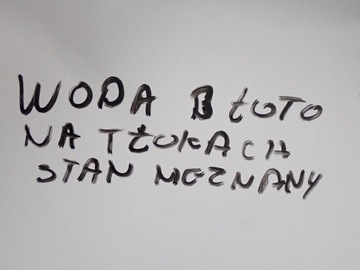 WODA BŁOTO
NA TŁOKACH
STAN NIEZNANY